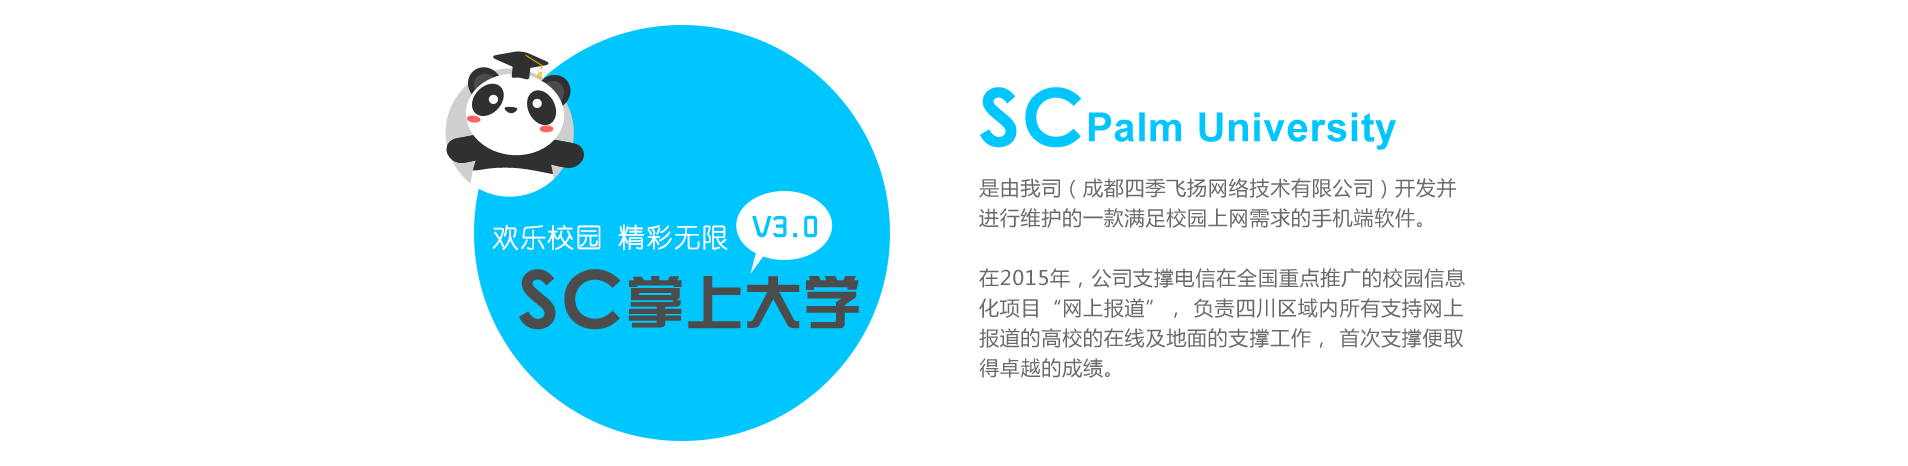 欢乐校园 精彩无限
V3.0
SC掌上大学
SC Palm University
是由我司（成都四季飞扬网络技术有限公司）开发并
进行维护的一款满足校园上网需求的手机端软件。
在2015年，公司支撑电信在全国重点推广的校园信息
化项目“网上报道”，负责四川区域内所有支持网上
报道的高校的在线及地面的支撑工作，首次支撑便取
得卓越的成绩。